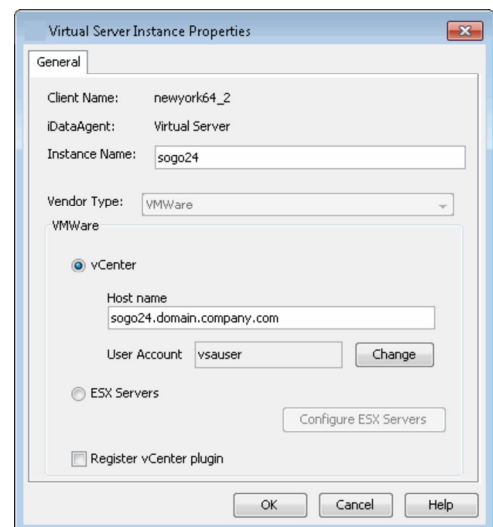 Virtual Server Instance Properties
General
Client Name: newyork64_2
iDataAgent: Virtual Server
Instance Name: sogo24
Vendor Type: VMWare
VMWare
vCenter
Host name
sogo24.domain.company.com
User Account vsauser Change
ESX Servers
Configure ESX Servers
Register vCenter plugin
OK Cancel Help